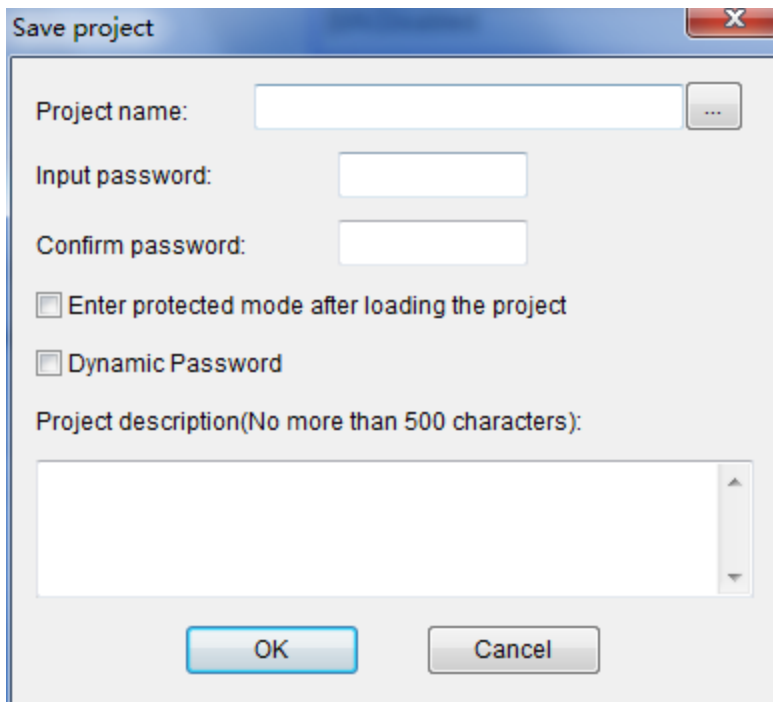 Save project
Project name:
...
Input password:
Confirm password:
Enter protected mode after loading the project
Dynamic Password
Project description(No more than 500 characters):
OK Cancel